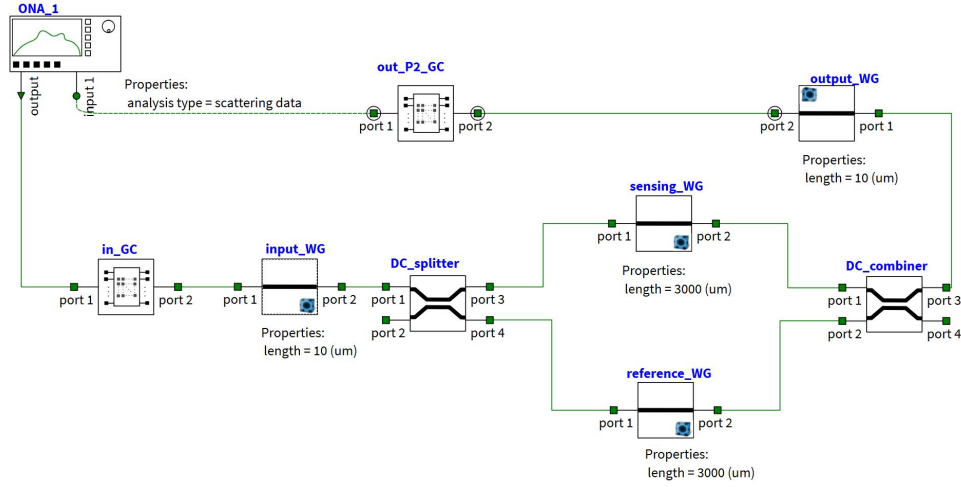 ONA_1
output
input 1
Properties:
analysis type = scattering data
out_P2_GC
port 1
port 2
output_WG
port 2
port 1
Properties:
length = 10 (um)
sensing_WG
port 1
port 2
Properties:
length = 3000 (um)
in_GC
port 1
port 2
input_WG
port 1
port 2
Properties:
length = 10 (um)
DC_splitter
port 1
port 3
port 2
port 4
DC_combiner
port 1
port 3
port 2
port 4
reference_WG
port 1
port 2
Properties:
length = 3000 (um)